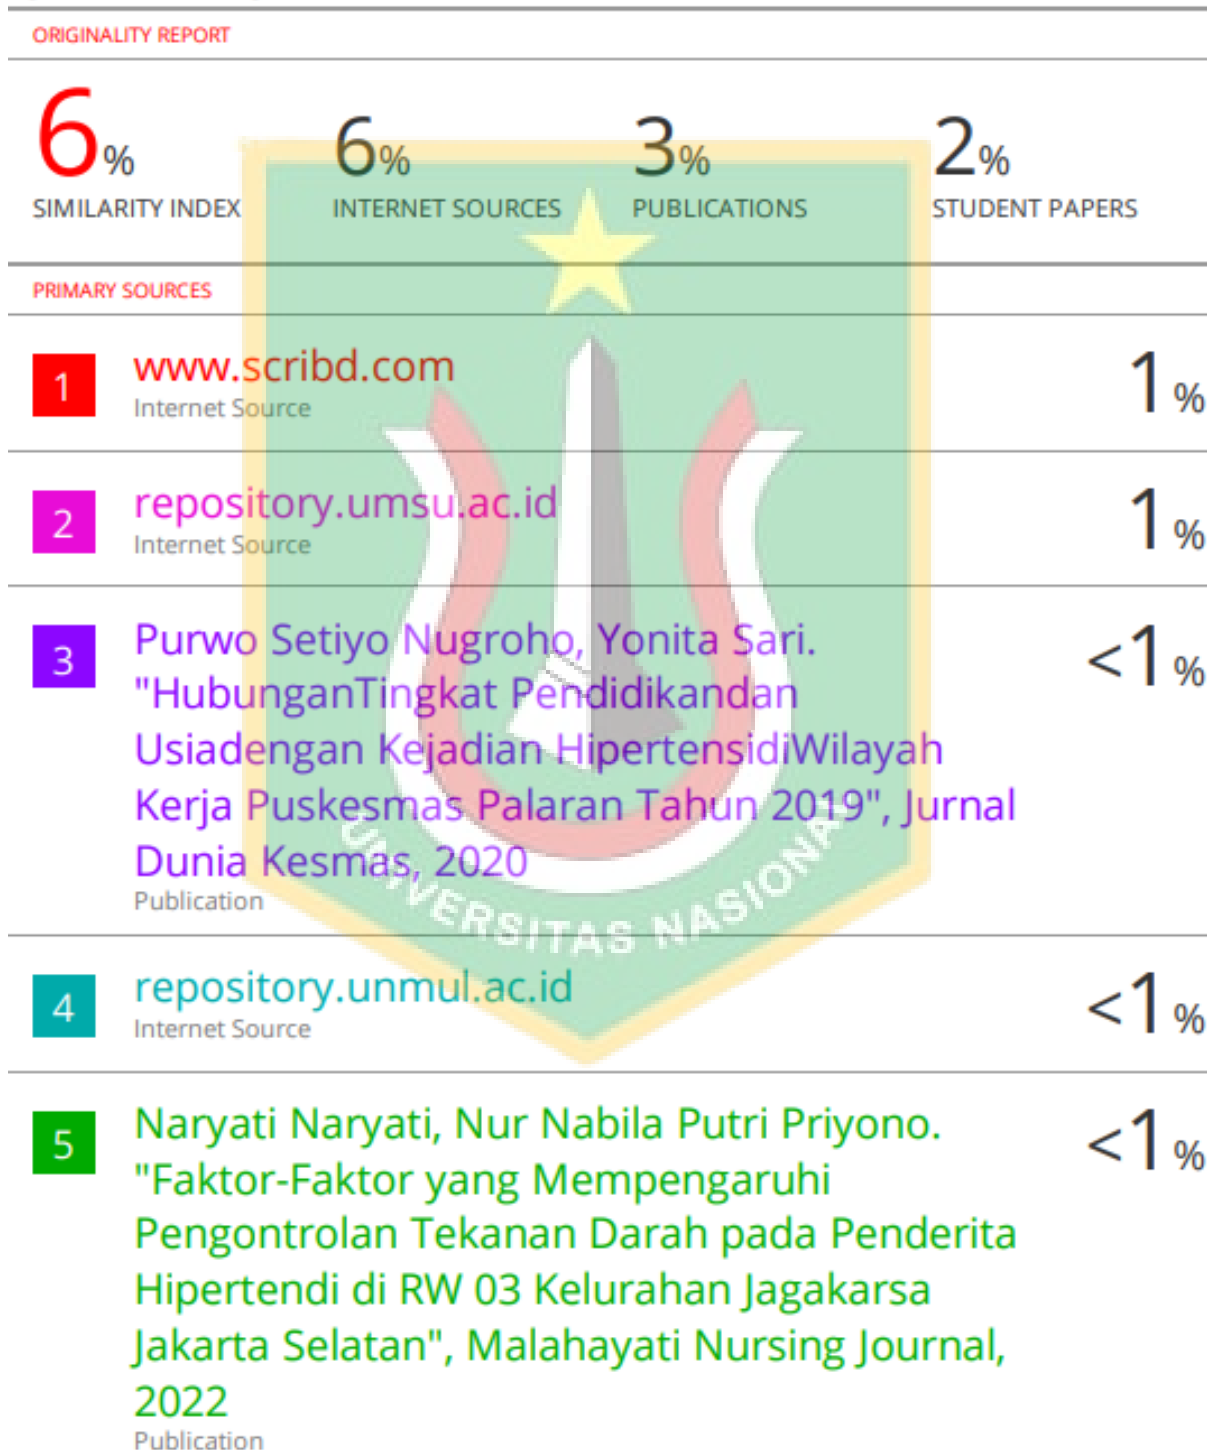 ORIGINALITY REPORT
6% 6% 3% 2%
SIMILARITY INDEX INTERNET SOURCES PUBLICATIONS STUDENT PAPERS
PRIMARY SOURCES
1 www.scribd.com 1%
Internet Source
2 repository.umsu.ac.id 1%
Internet Source
3 Purwo Setiyo Nugroho, Yonita Sari. <1%
"HubunganTingkat Pendidikandan
Usiadengan Kejadian HipertensidiWilayah
Kerja Puskesmas Palaran Tahun 2019", Jurnal
Dunia Kesmas, 2020
Publication
UNIVERSITAS NASIONAL
4 repository.unmul.ac.id <1%
Internet Source
5 Naryati Naryati, Nur Nabila Putri Priyono. <1%
"Faktor-Faktor yang Mempengaruhi
Pengontrolan Tekanan Darah pada Penderita
Hipertendi di RW 03 Kelurahan Jagakarsa
Jakarta Selatan", Malahayati Nursing Journal,
2022
Publication